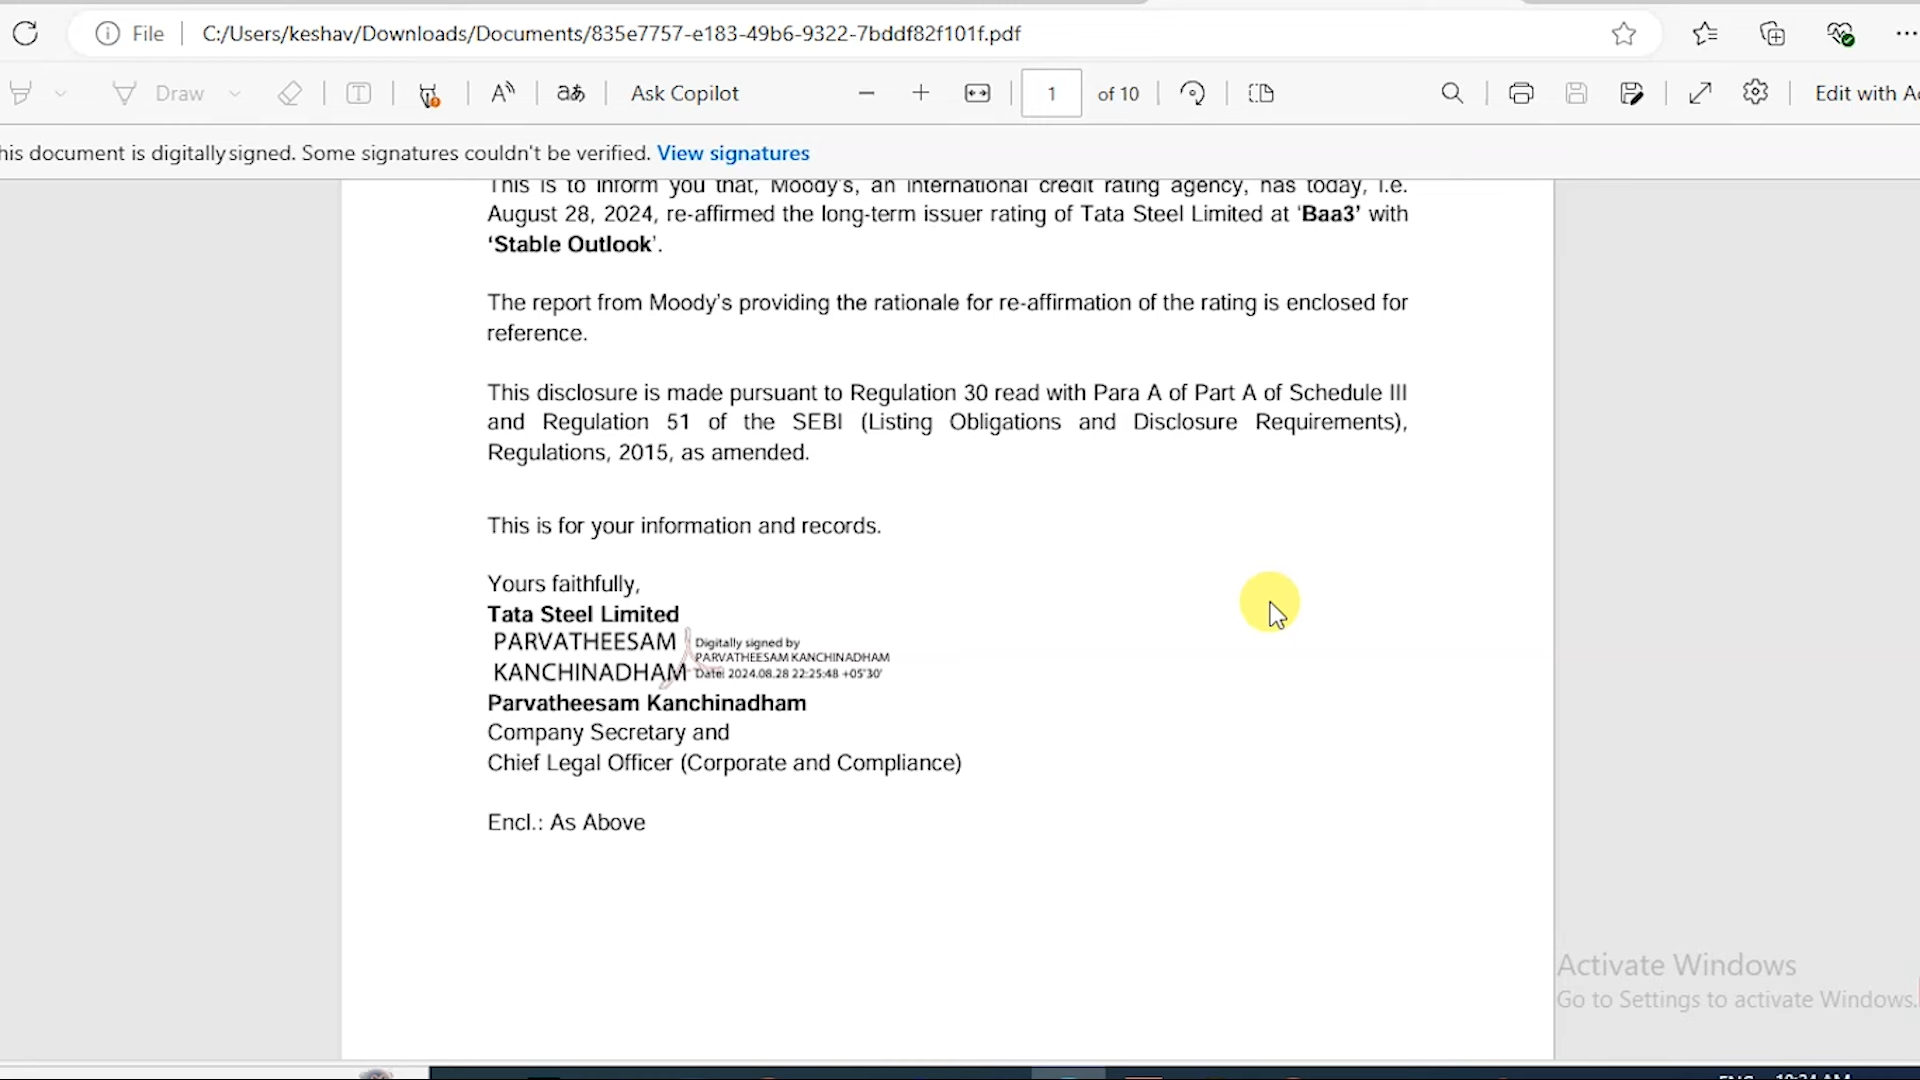 File
C:/Users/keshav/Downloads/Documents/835e7757-e183-49b6-9322-7bddf82f101f.pdf
Draw
aあ
Ask Copilot
1 of 10
Edit with
his document is digitally signed. Some signatures couldn't be verified. View signatures
This is to inform you that, Moody's, an international credit rating agency, has today, i.e.
August 28, 2024, re-affirmed the long-term issuer rating of Tata Steel Limited at ‘Baa3’ with
‘Stable Outlook’.
The report from Moody’s providing the rationale for re-affirmation of the rating is enclosed for
reference.
This disclosure is made pursuant to Regulation 30 read with Para A of Part A of Schedule III
and Regulation 51 of the SEBI (Listing Obligations and Disclosure Requirements),
Regulations, 2015, as amended.
This is for your information and records.
Yours faithfully,
Tata Steel Limited
PARVATHEESAM
KANCHINADHAM
Digitally signed by
PARVATHEESAM KANCHINADHAM
Date: 2024.08.28 22:25:48 +05'30'
Parvatheesam Kanchinadham
Company Secretary and
Chief Legal Officer (Corporate and Compliance)
Encl.: As Above
Activate Windows
Go to Settings to activate Windows.